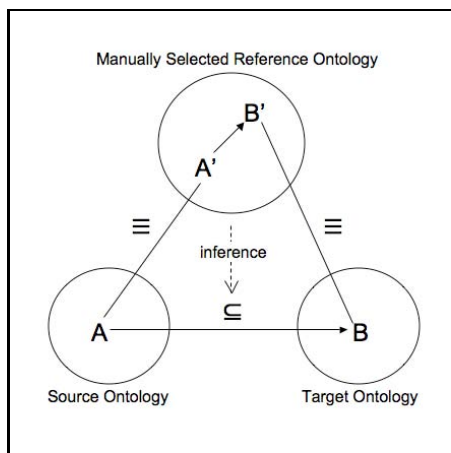 Manually Selected Reference Ontology
B’
A’
≡ ≡
inference
⊆
A B
Source Ontology Target Ontology